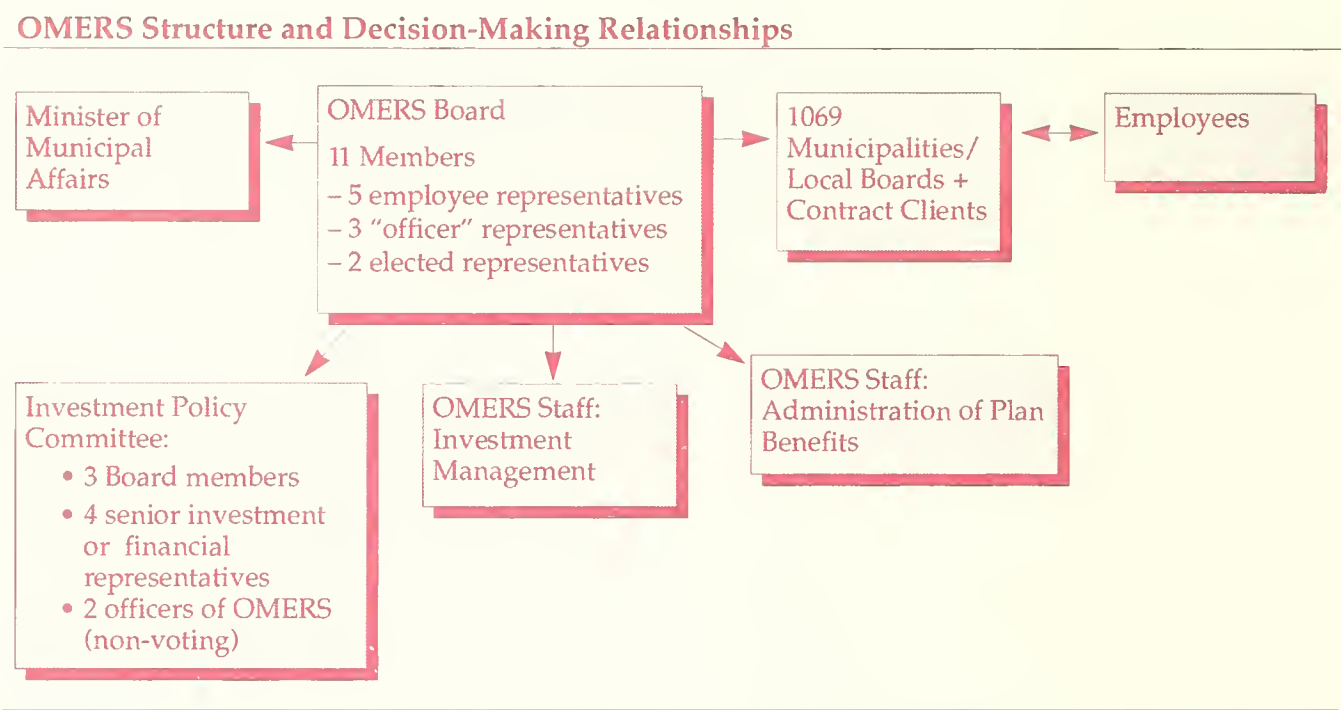 OMERS Structure and Decision-Making Relationships
Minister of
Municipal
Affairs
OMERS Board
11 Members
– 5 employee representatives
– 3 “officer” representatives
– 2 elected representatives
1069
Municipalities/
Local Boards +
Contract Clients
Employees
Investment Policy
Committee:
• 3 Board members
• 4 senior investment
or financial
representatives
• 2 officers of OMERS
(non-voting)
OMERS Staff:
Investment
Management
OMERS Staff:
Administration of Plan
Benefits